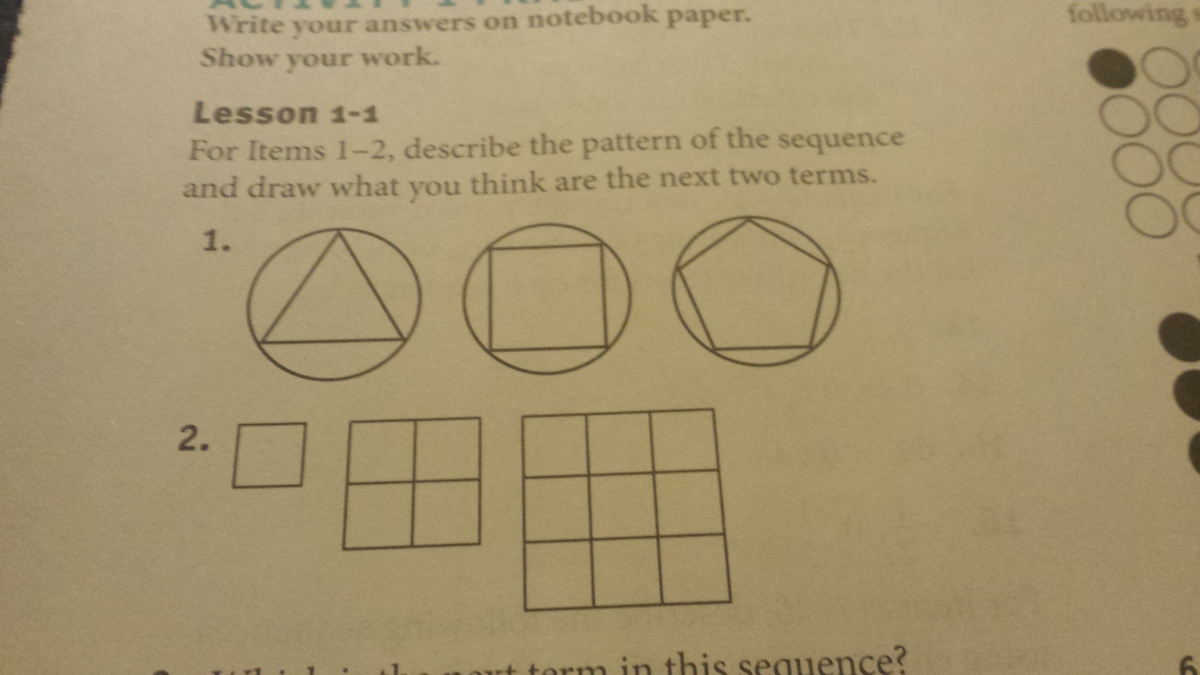 Write your answers on notebook paper.
Show your work.
Lesson 1-1
For Items 1–2, describe the pattern of the sequence
and draw what you think are the next two terms.
1.
2.
next term in this sequence?
following
6